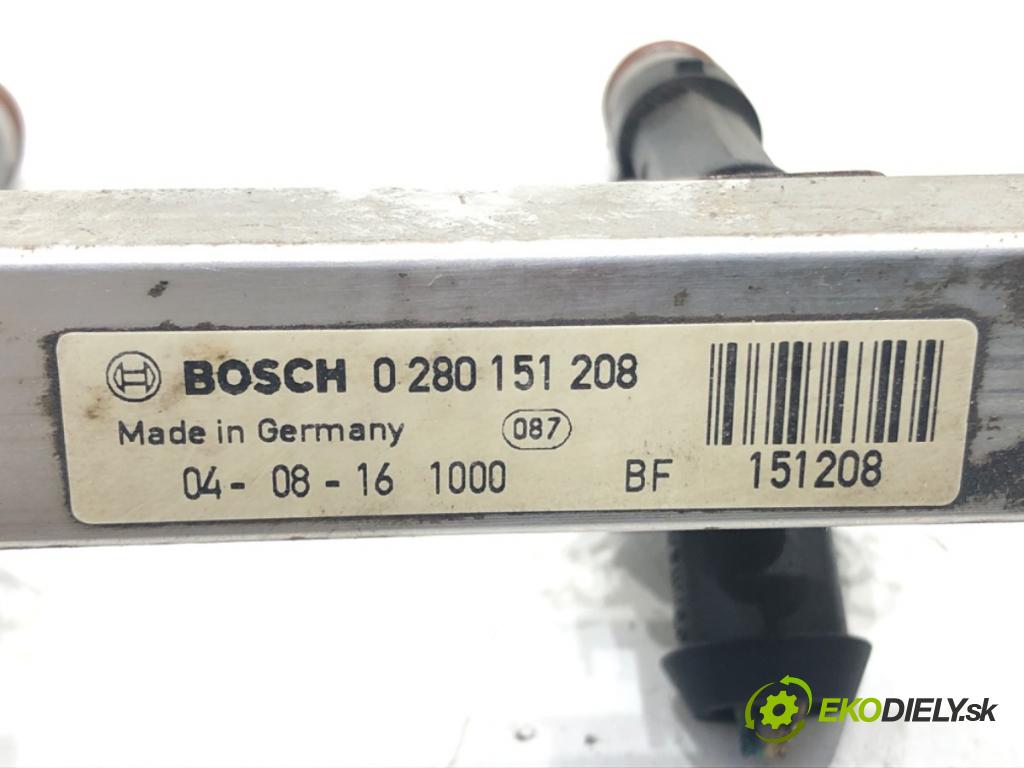 BOSCH 0 280 151 208
Made in Germany 087
04-08-16 1000 BF 151208
EKODIELY.sk